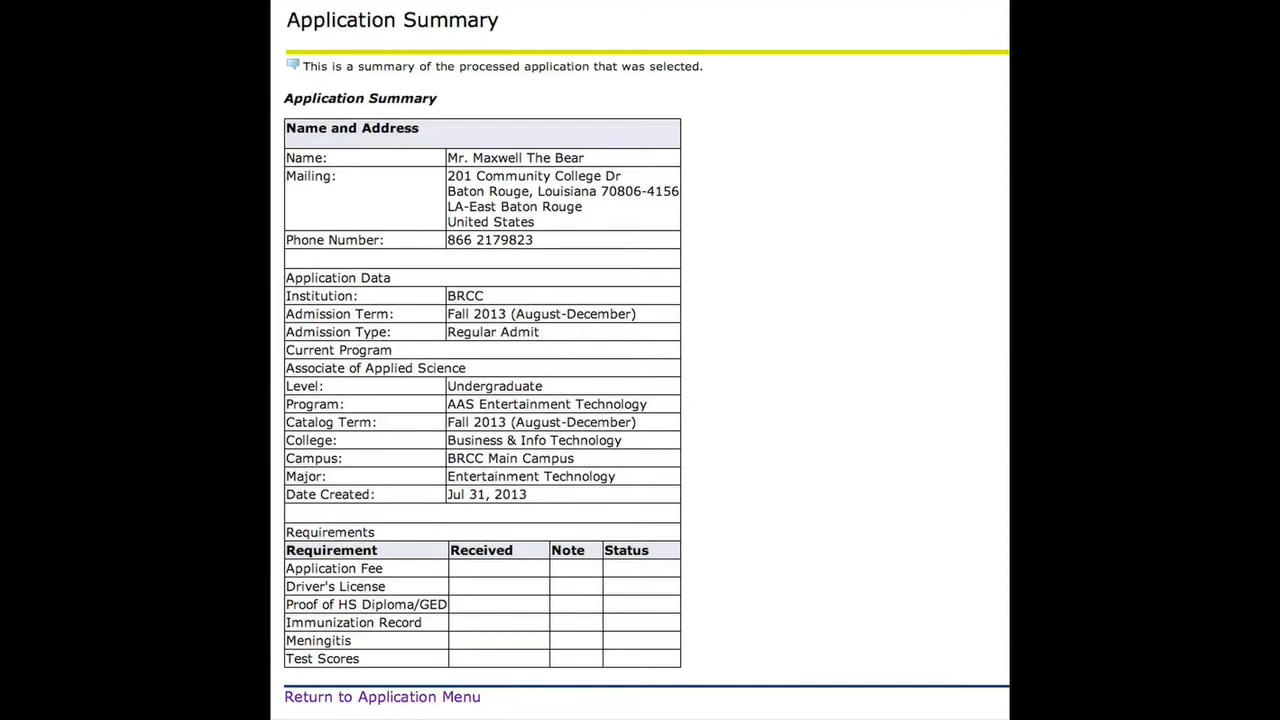 Application Summary
This is a summary of the processed application that was selected.
Application Summary
Name and Address
Name: Mr. Maxwell The Bear
Mailing: 201 Community College Dr
Baton Rouge, Louisiana 70806-4156
LA-East Baton Rouge
United States
Phone Number: 866 2179823
Application Data
Institution: BRCC
Admission Term: Fall 2013 (August-December)
Admission Type: Regular Admit
Current Program
Associate of Applied Science
Level: Undergraduate
Program: AAS Entertainment Technology
Catalog Term: Fall 2013 (August-December)
College: Business & Info Technology
Campus: BRCC Main Campus
Major: Entertainment Technology
Date Created: Jul 31, 2013
Requirements
Requirement Received Note Status
Application Fee
Driver's License
Proof of HS Diploma/GED
Immunization Record
Meningitis
Test Scores
Return to Application Menu